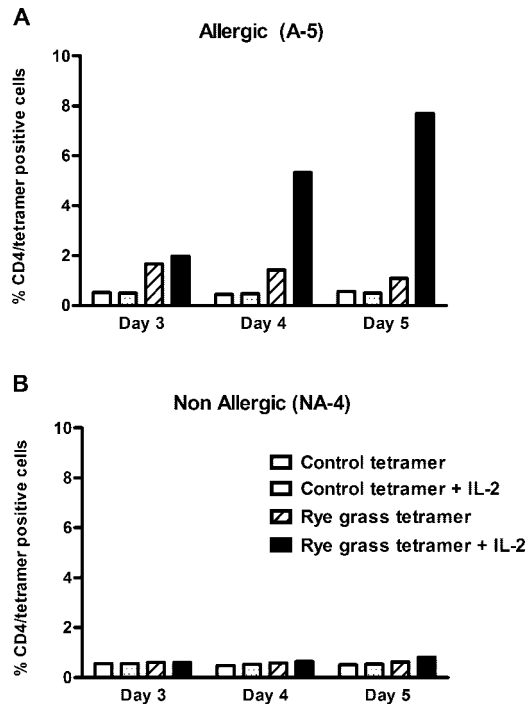 A
Allergic (A-5)
% CD4/tetramer positive cells
10
8
6
4
2
0
Day 3 Day 4 Day 5
B
Non Allergic (NA-4)
% CD4/tetramer positive cells
10
8
6
4
2
0
Control tetramer
Control tetramer + IL-2
Rye grass tetramer
Rye grass tetramer + IL-2
Day 3 Day 4 Day 5